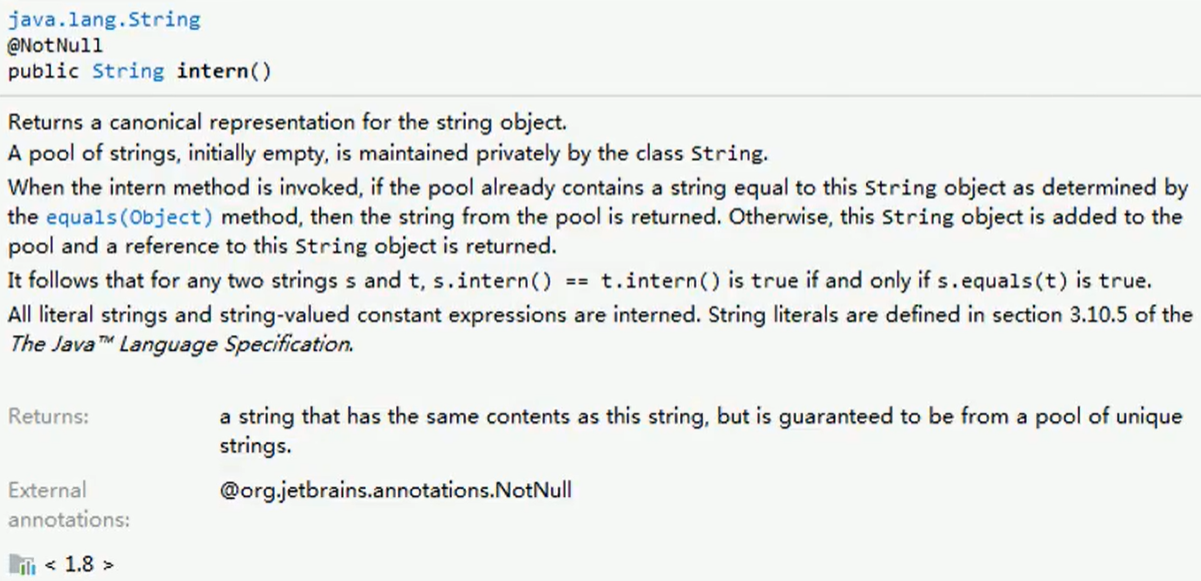 java.lang.String
@NotNull
public String intern()
Returns a canonical representation for the string object.
A pool of strings, initially empty, is maintained privately by the class String.
When the intern method is invoked, if the pool already contains a string equal to this String object as determined by
the equals(Object) method, then the string from the pool is returned. Otherwise, this String object is added to the
pool and a reference to this String object is returned.
It follows that for any two strings s and t, s.intern() == t.intern() is true if and only if s.equals(t) is true.
All literal strings and string-valued constant expressions are interned. String literals are defined in section 3.10.5 of the
The Java™ Language Specification.
Returns: a string that has the same contents as this string, but is guaranteed to be from a pool of unique
strings.
External @org.jetbrains.annotations.NotNull
annotations:
< 1.8 >